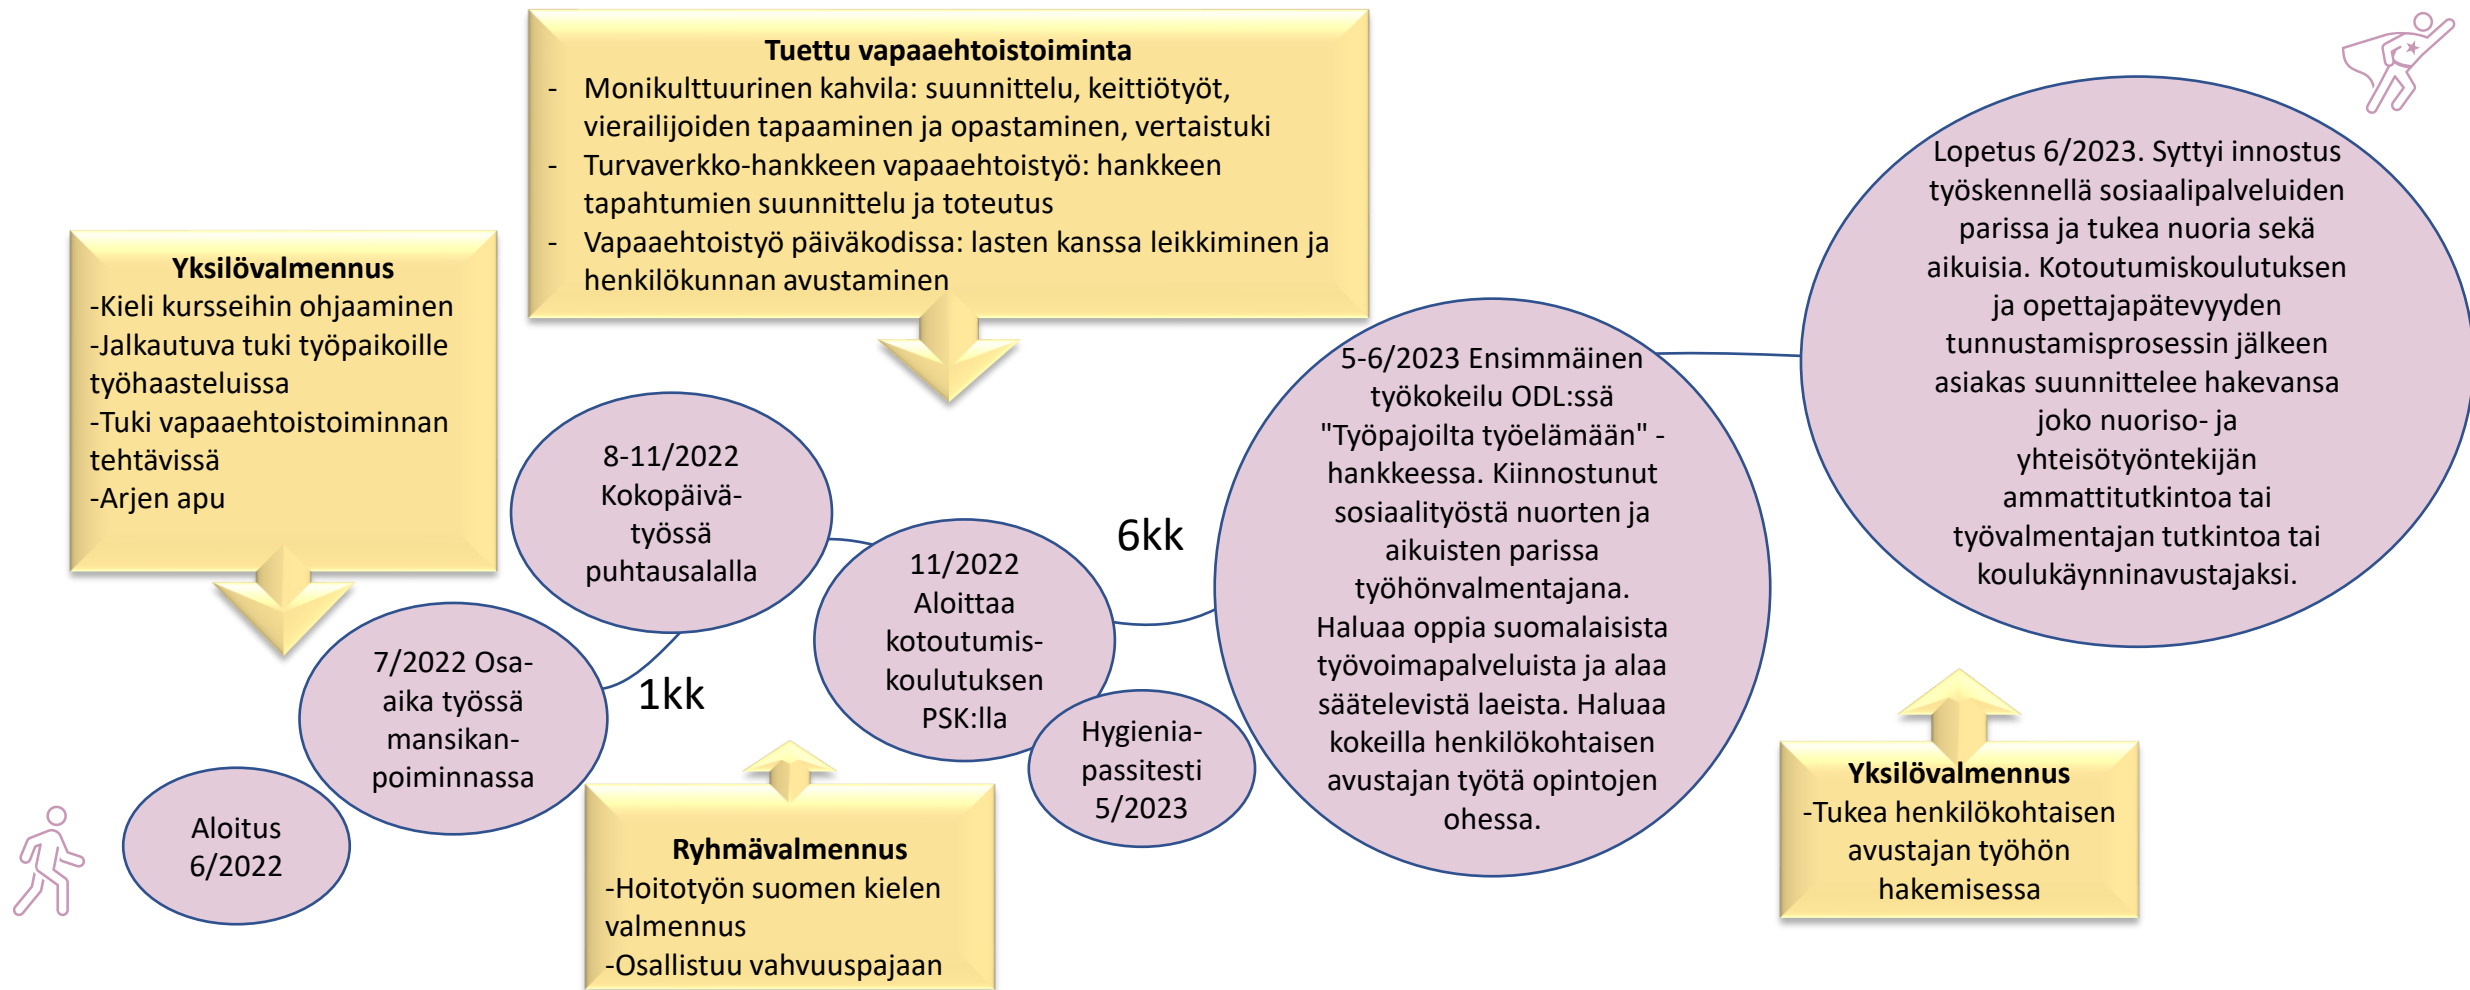 Tuettu vapaaehtoistoiminta
- Monikulttuurinen kahvila: suunnittelu, keittiötyöt,
vierailijoiden tapaaminen ja opastaminen, vertaistuki
- Turvaverkko-hankkeen vapaaehtoistyö: hankkeen
tapahtumien suunnittelu ja toteutus
- Vapaaehtoistyö päiväkodissa: lasten kanssa leikkiminen ja
henkilökunnan avustaminen
Yksilövalmennus
-Kieli kursseihin ohjaaminen
-Jalkautuva tuki työpaikoille
työhaasteluissa
-Tuki vapaaehtoistoiminnan
tehtävissä
-Arjen apu
Aloitus
6/2022
7/2022 Osa-
aika työssä
mansikan-
poiminnassa
1kk
8-11/2022
Kokopäivä-
työssä
puhtausalalla
11/2022
Aloittaa
kotoutumis-
koulutuksen
PSK:lla
Hygienia-
passitesti
5/2023
6kk
Ryhmävalmennus
-Hoitotyön suomen kielen
valmennus
-Osallistuu vahvuuspajaan
5-6/2023 Ensimmäinen
työkokeilu ODL:ssä
"Työpajoilta työelämään" -
hankkeessa. Kiinnostunut
sosiaalityöstä nuorten ja
aikuisten parissa
työhönvalmentajana.
Haluaa oppia suomalaisista
työvoimapalveluista ja alaa
säätelevistä laeista. Haluaa
kokeilla henkilökohtaisen
avustajan työtä opintojen
ohessa.
Lopetus 6/2023. Syttyi innostus
työskennellä sosiaalipalveluiden
parissa ja tukea nuoria sekä
aikuisia. Kotoutumiskoulutuksen
ja opettajapätevyyden
tunnustamisprosessin jälkeen
asiakas suunnittelee hakevansa
joko nuoriso- ja
yhteisötyöntekijän
ammattitutkintoa tai
työvalmentajan tutkintoa tai
koulukäynninavustajaksi.
Yksilövalmennus
-Tukea henkilökohtaisen
avustajan työhön
hakemisessa